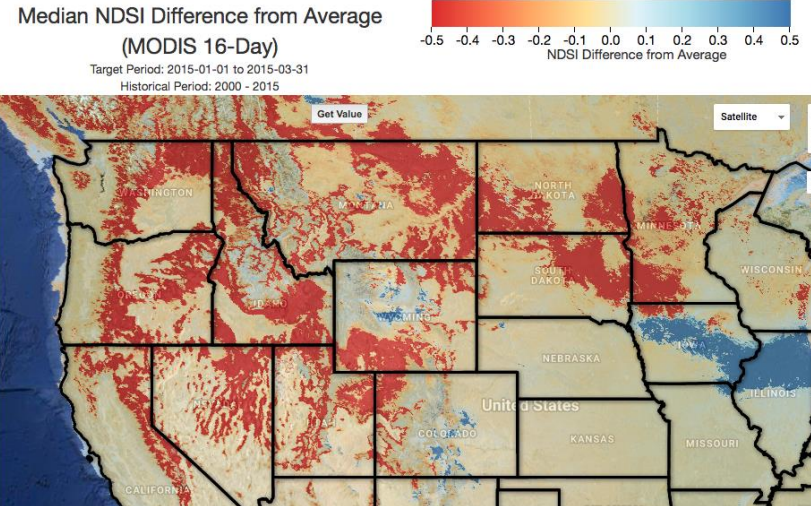 Median NDSI Difference from Average
(MODIS 16-Day)
Target Period: 2015-01-01 to 2015-03-31
Historical Period: 2000 - 2015
-0.5 -0.4 -0.3 -0.2 -0.1 0.0 0.1 0.2 0.3 0.4 0.5
NDSI Difference from Average
Get Value
Satellite
WASHINGTON
MONTANA
NORTH
DAKOTA
MINNESOTA
OREGON
IDAHO
SOUTH
DAKOTA
WISCONSIN
WYOMING
IOWA
NEBRASKA
ILLINOIS
United States
COLORADO
KANSAS
MISSOURI
CALIFORNIA